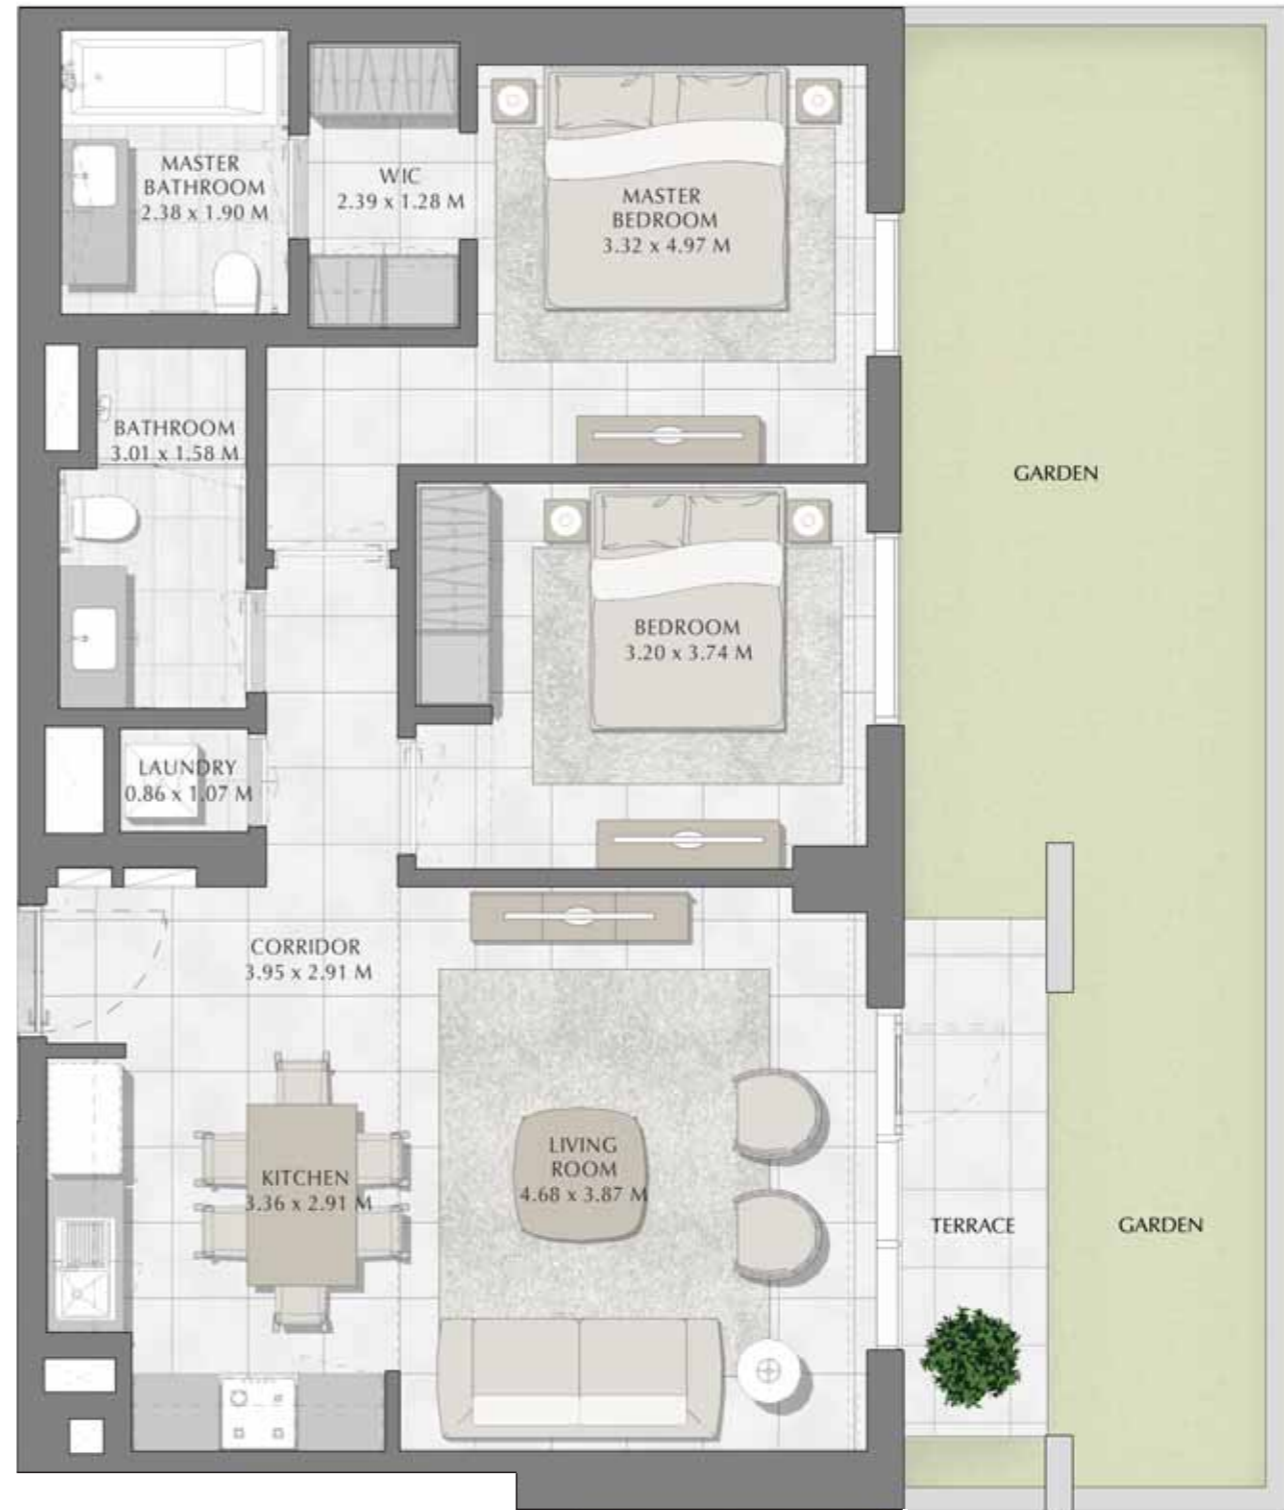 MASTER
BATHROOM
2.38 x 1.90 M
WIC
2.39 x 1.28 M
MASTER
BEDROOM
3.32 x 4.97 M
BATHROOM
3.01 x 1.58 M
GARDEN
BEDROOM
3.20 x 3.74 M
LAUNDRY
0.86 x 1.07 M
CORRIDOR
3.95 x 2.91 M
KITCHEN
3.36 x 2.91 M
LIVING
ROOM
4.68 x 3.87 M
TERRACE
GARDEN